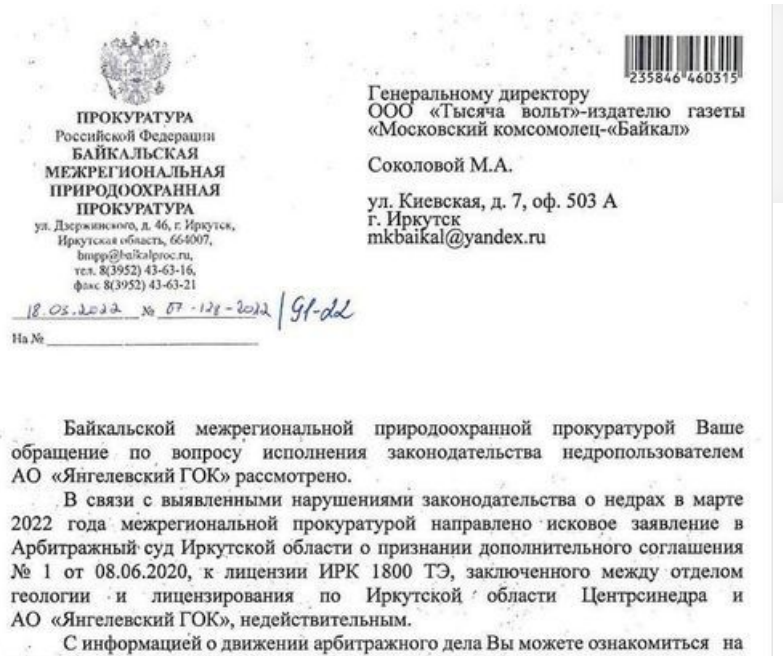 ПРОКУРАТУРА
Российской Федерации
БАЙКАЛЬСКАЯ
МЕЖРЕГИОНАЛЬНАЯ
ПРИРОДООХРАННАЯ
ПРОКУРАТУРА
ул. Дзержинского, д. 46, г. Иркутск,
Иркутская область, 664007,
bmpp@baikalproc.ru,
тел. 8(3952) 43-63-16,
факс 8(3952) 43-63-21
18.03.2022 № 07-128-2022/91-22
На №
235846 460315
Генеральному директору
ООО «Тысяча вольт»-издателю газеты
«Московский комсомолец-«Байкал»
Соколовой М.А.
ул. Киевская, д. 7, оф. 503 А
г. Иркутск
mkbaikal@yandex.ru
Байкальской межрегиональной природоохранной прокуратурой Ваше
обращение по вопросу исполнения законодательства недропользователем
АО «Янгелевский ГОК» рассмотрено.
В связи с выявленными нарушениями законодательства о недрах в марте
2022 года межрегиональной прокуратурой направлено исковое заявление в
Арбитражный суд Иркутской области о признании дополнительного соглашения
№ 1 от 08.06.2020, к лицензии ИРК 1800 ТЭ, заключенного между отделом
геологии и лицензирования по Иркутской области Центрсинедра и
АО «Янгелевский ГОК», недействительным.
С информацией о движении арбитражного дела Вы можете ознакомиться на